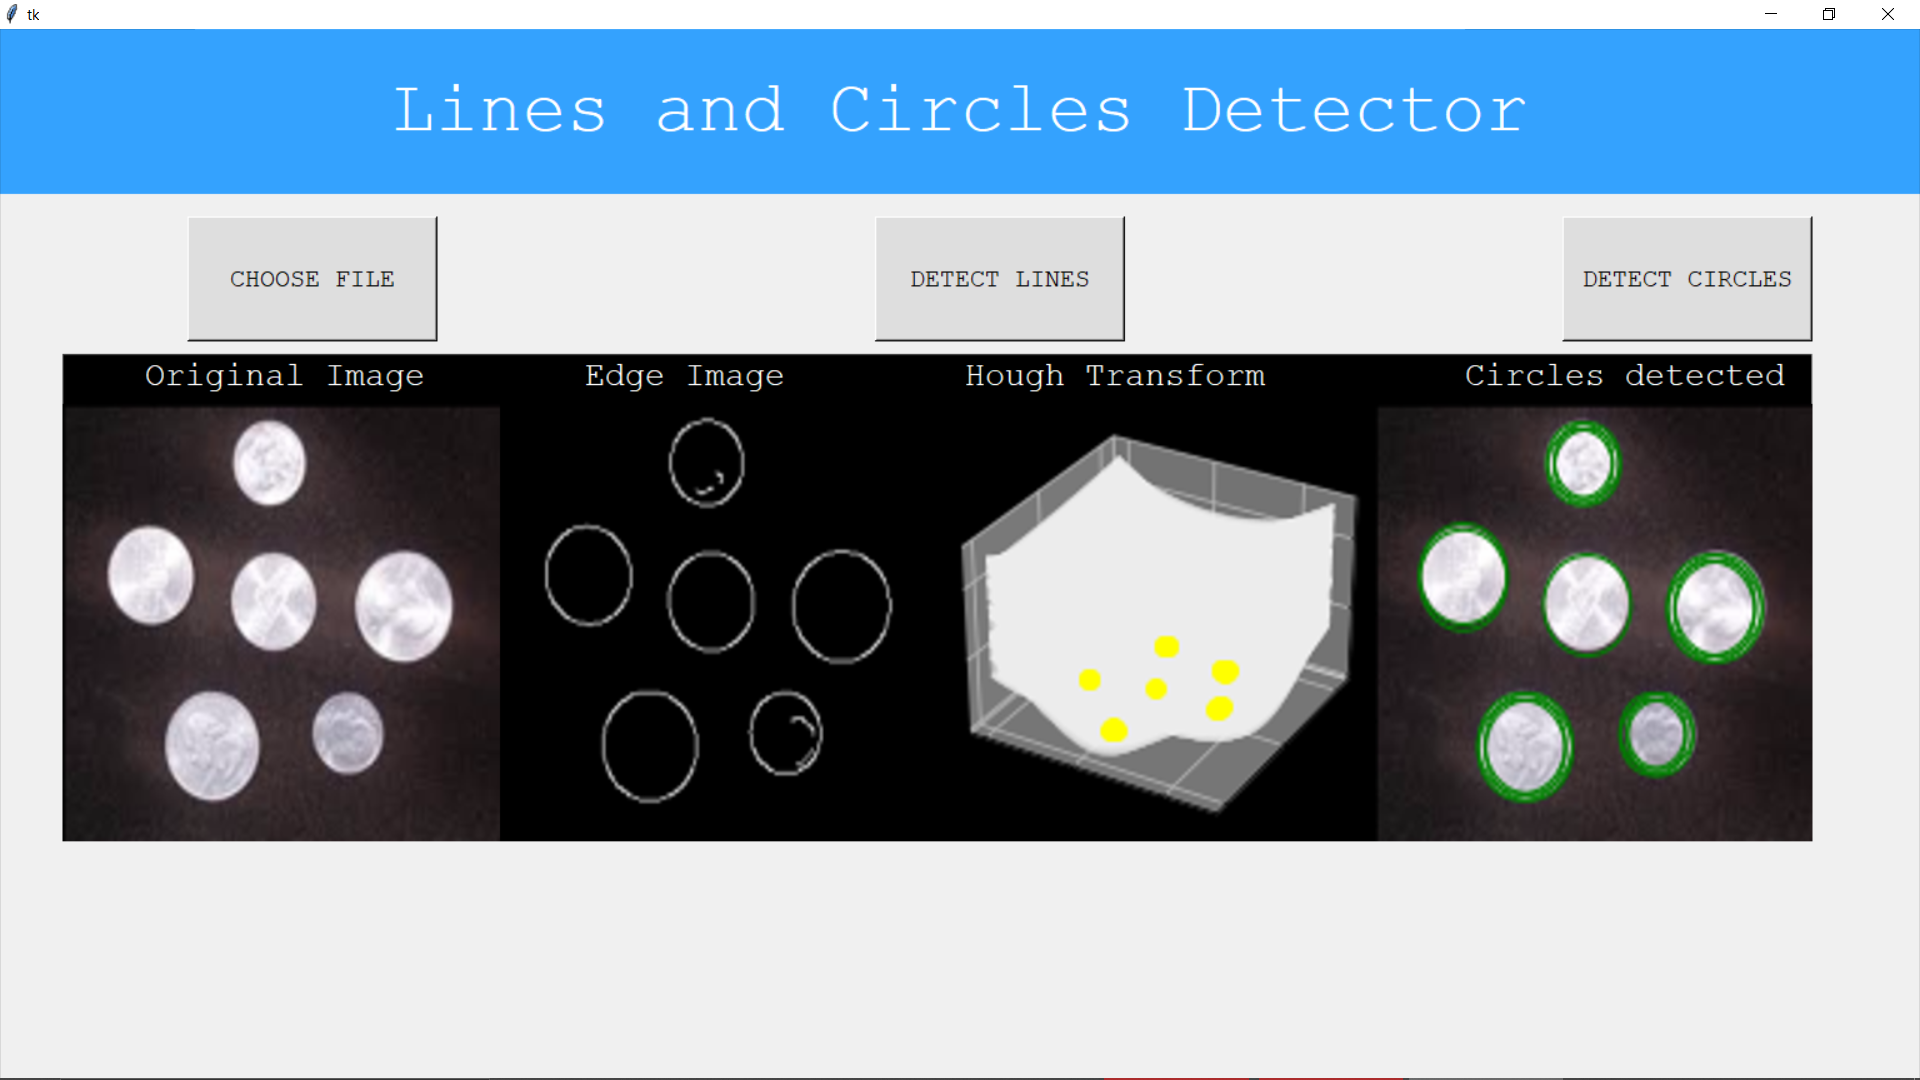 tk
Lines and Circles Detector
CHOOSE FILE
DETECT LINES
DETECT CIRCLES
Original Image
Edge Image
Hough Transform
Circles detected